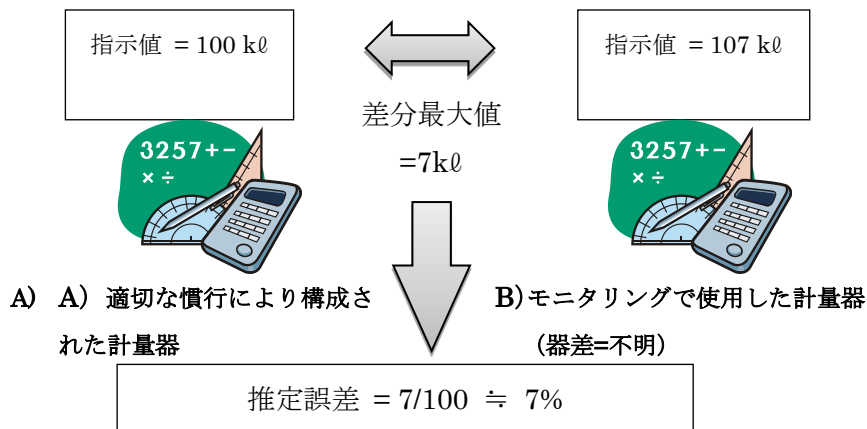 指示値 = 100 kℓ
指示値 = 107 kℓ
差分最大値
=7kℓ
3257+-
×÷
3257+-
×÷
A) A) 適切な慣行により構成さ
れた計量器
B)モニタリングで使用した計量器
(器差=不明)
推定誤差 = 7/100 ≒ 7%